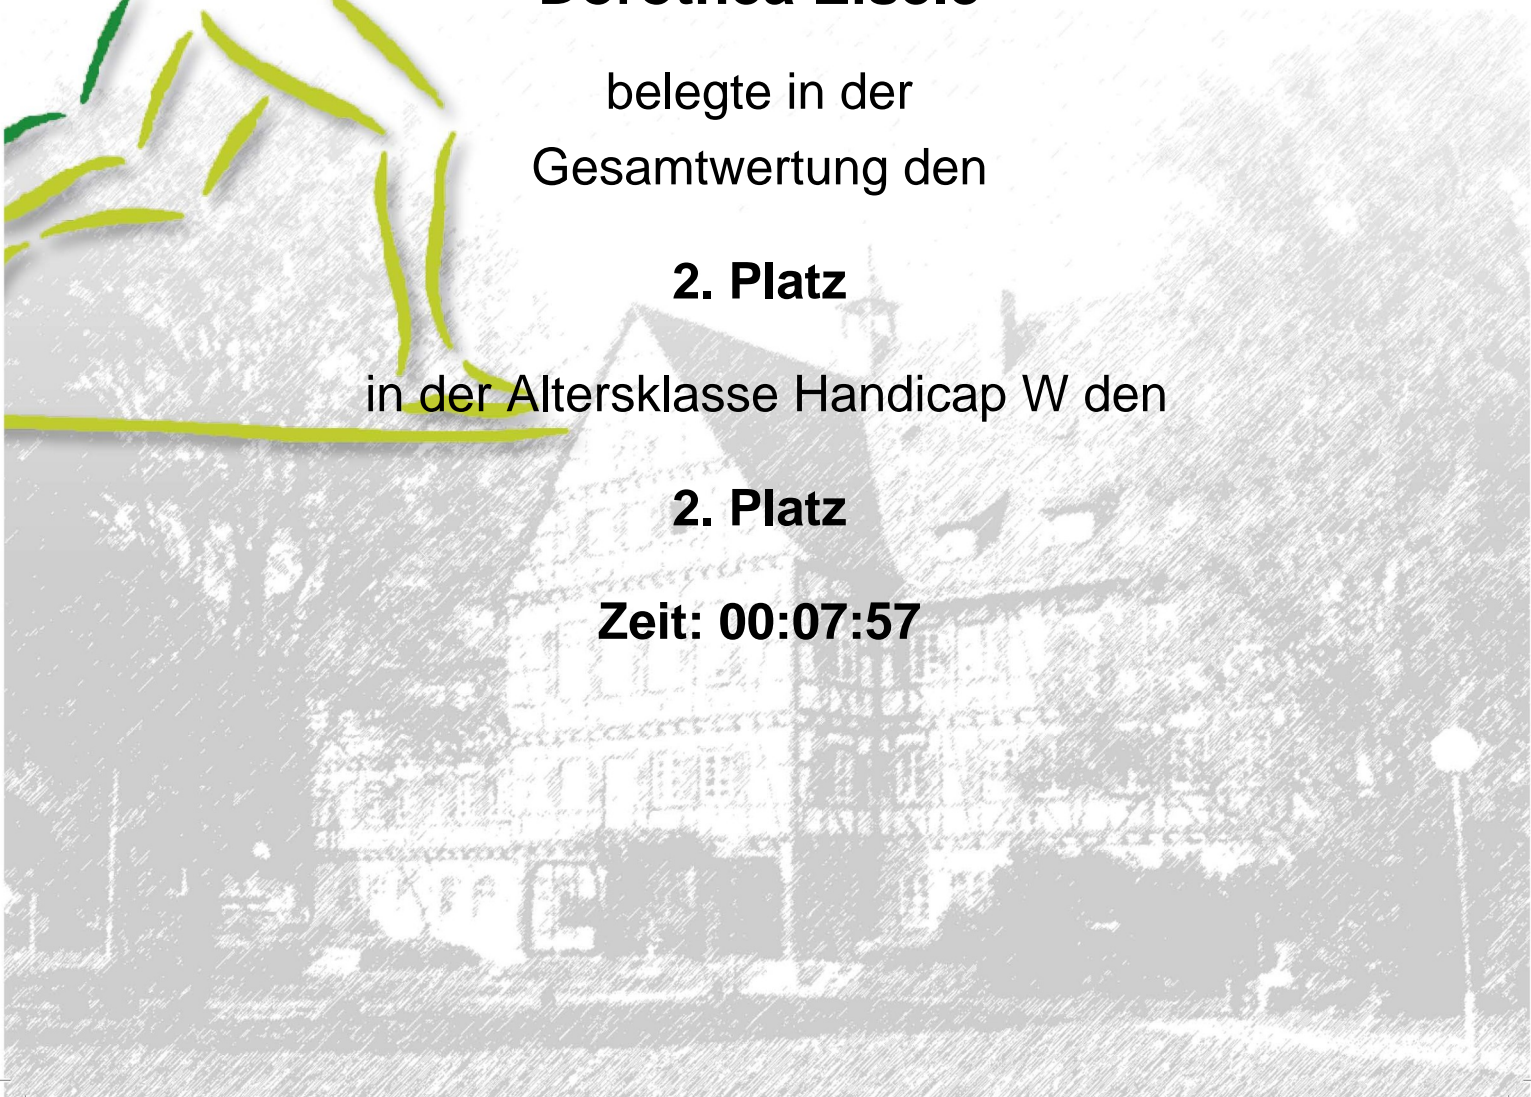 belegte in der
Gesamtwertung den
2. Platz
in der Altersklasse Handicap W den
2. Platz
Zeit: 00:07:57